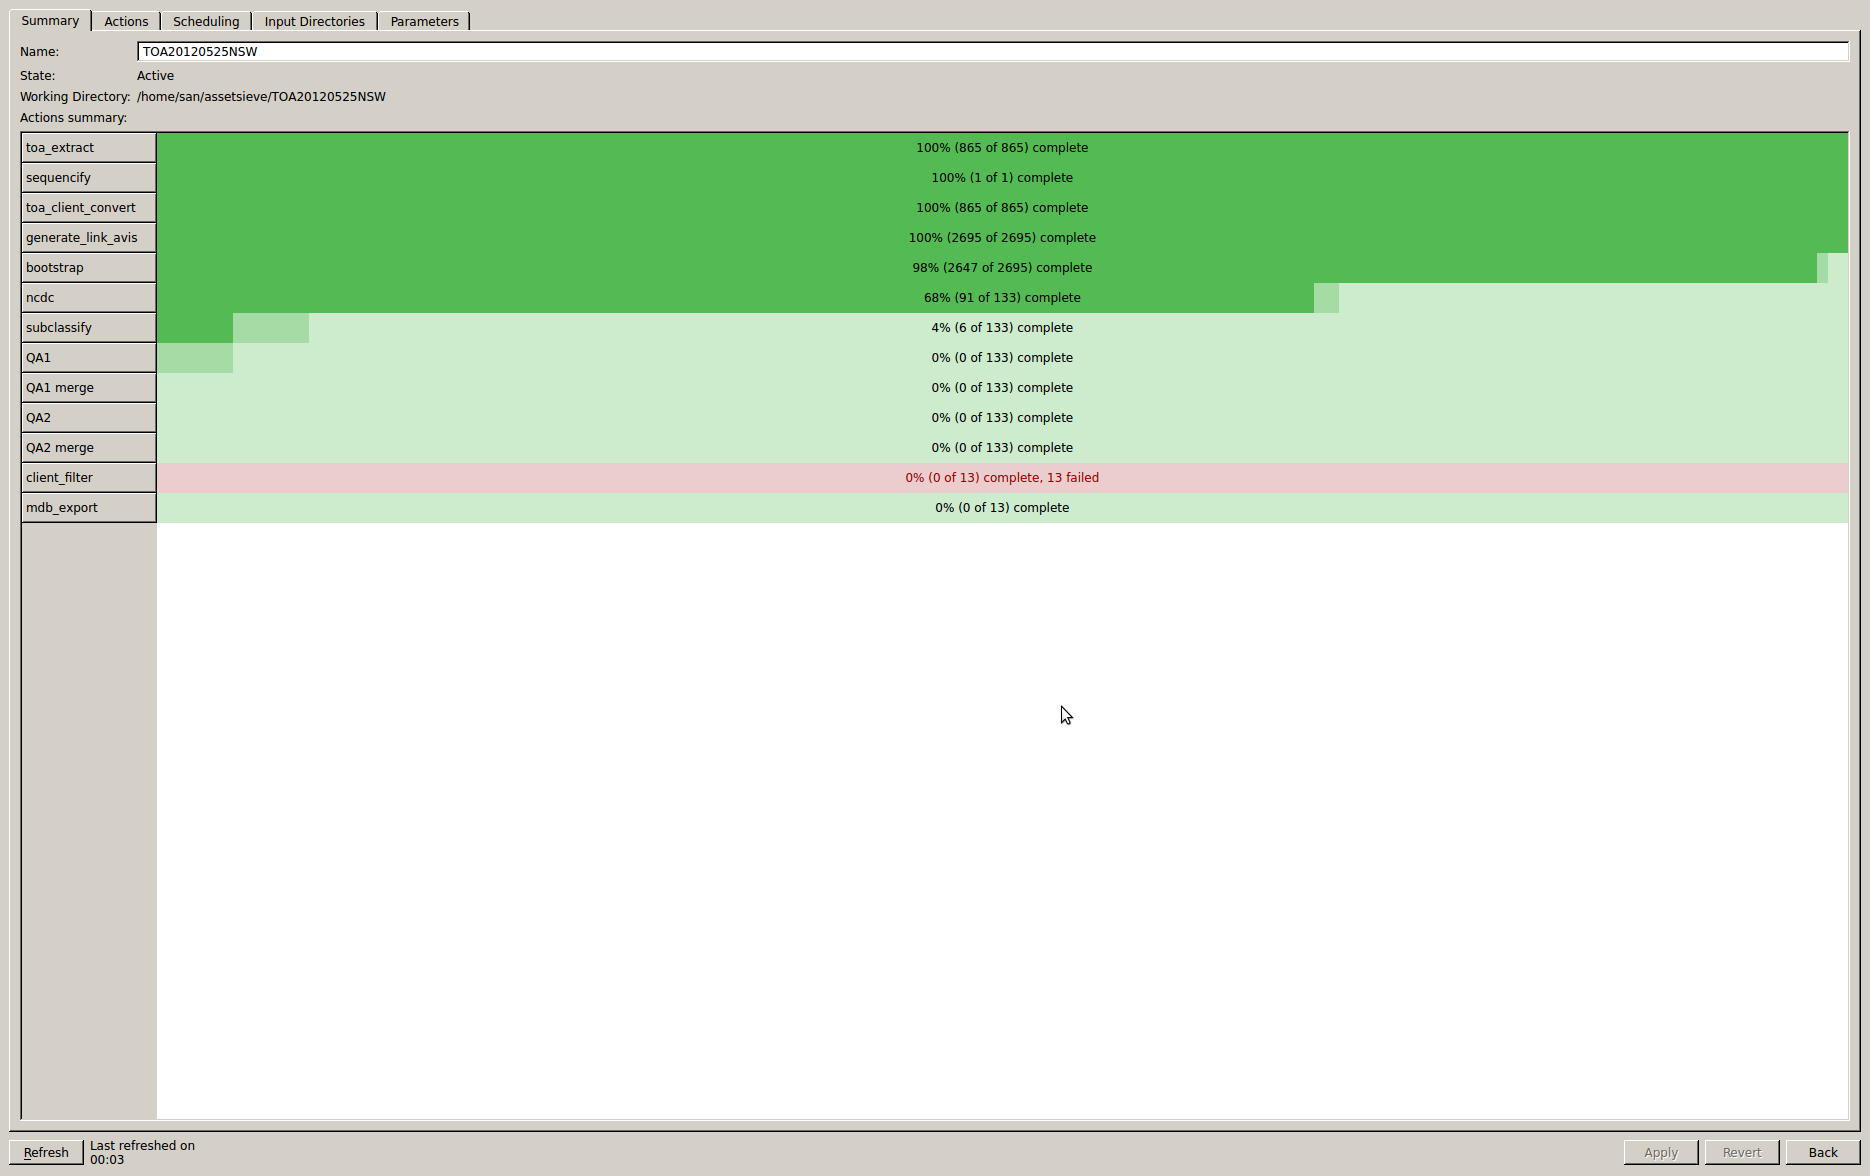 Summary Actions Scheduling Input Directories Parameters
Name: TOA20120525NSW
State: Active
Working Directory: /home/san/assetsieve/TOA20120525NSW
Actions summary:
toa_extract 100% (865 of 865) complete
sequencify 100% (1 of 1) complete
toa_client_convert 100% (865 of 865) complete
generate_link_avis 100% (2695 of 2695) complete
bootstrap 98% (2647 of 2695) complete
ncdc 68% (91 of 133) complete
subclassify 4% (6 of 133) complete
QA1 0% (0 of 133) complete
QA1 merge 0% (0 of 133) complete
QA2 0% (0 of 133) complete
QA2 merge 0% (0 of 133) complete
client_filter 0% (0 of 13) complete, 13 failed
mdb_export 0% (0 of 13) complete
Refresh Last refreshed on
00:03
Apply Revert Back